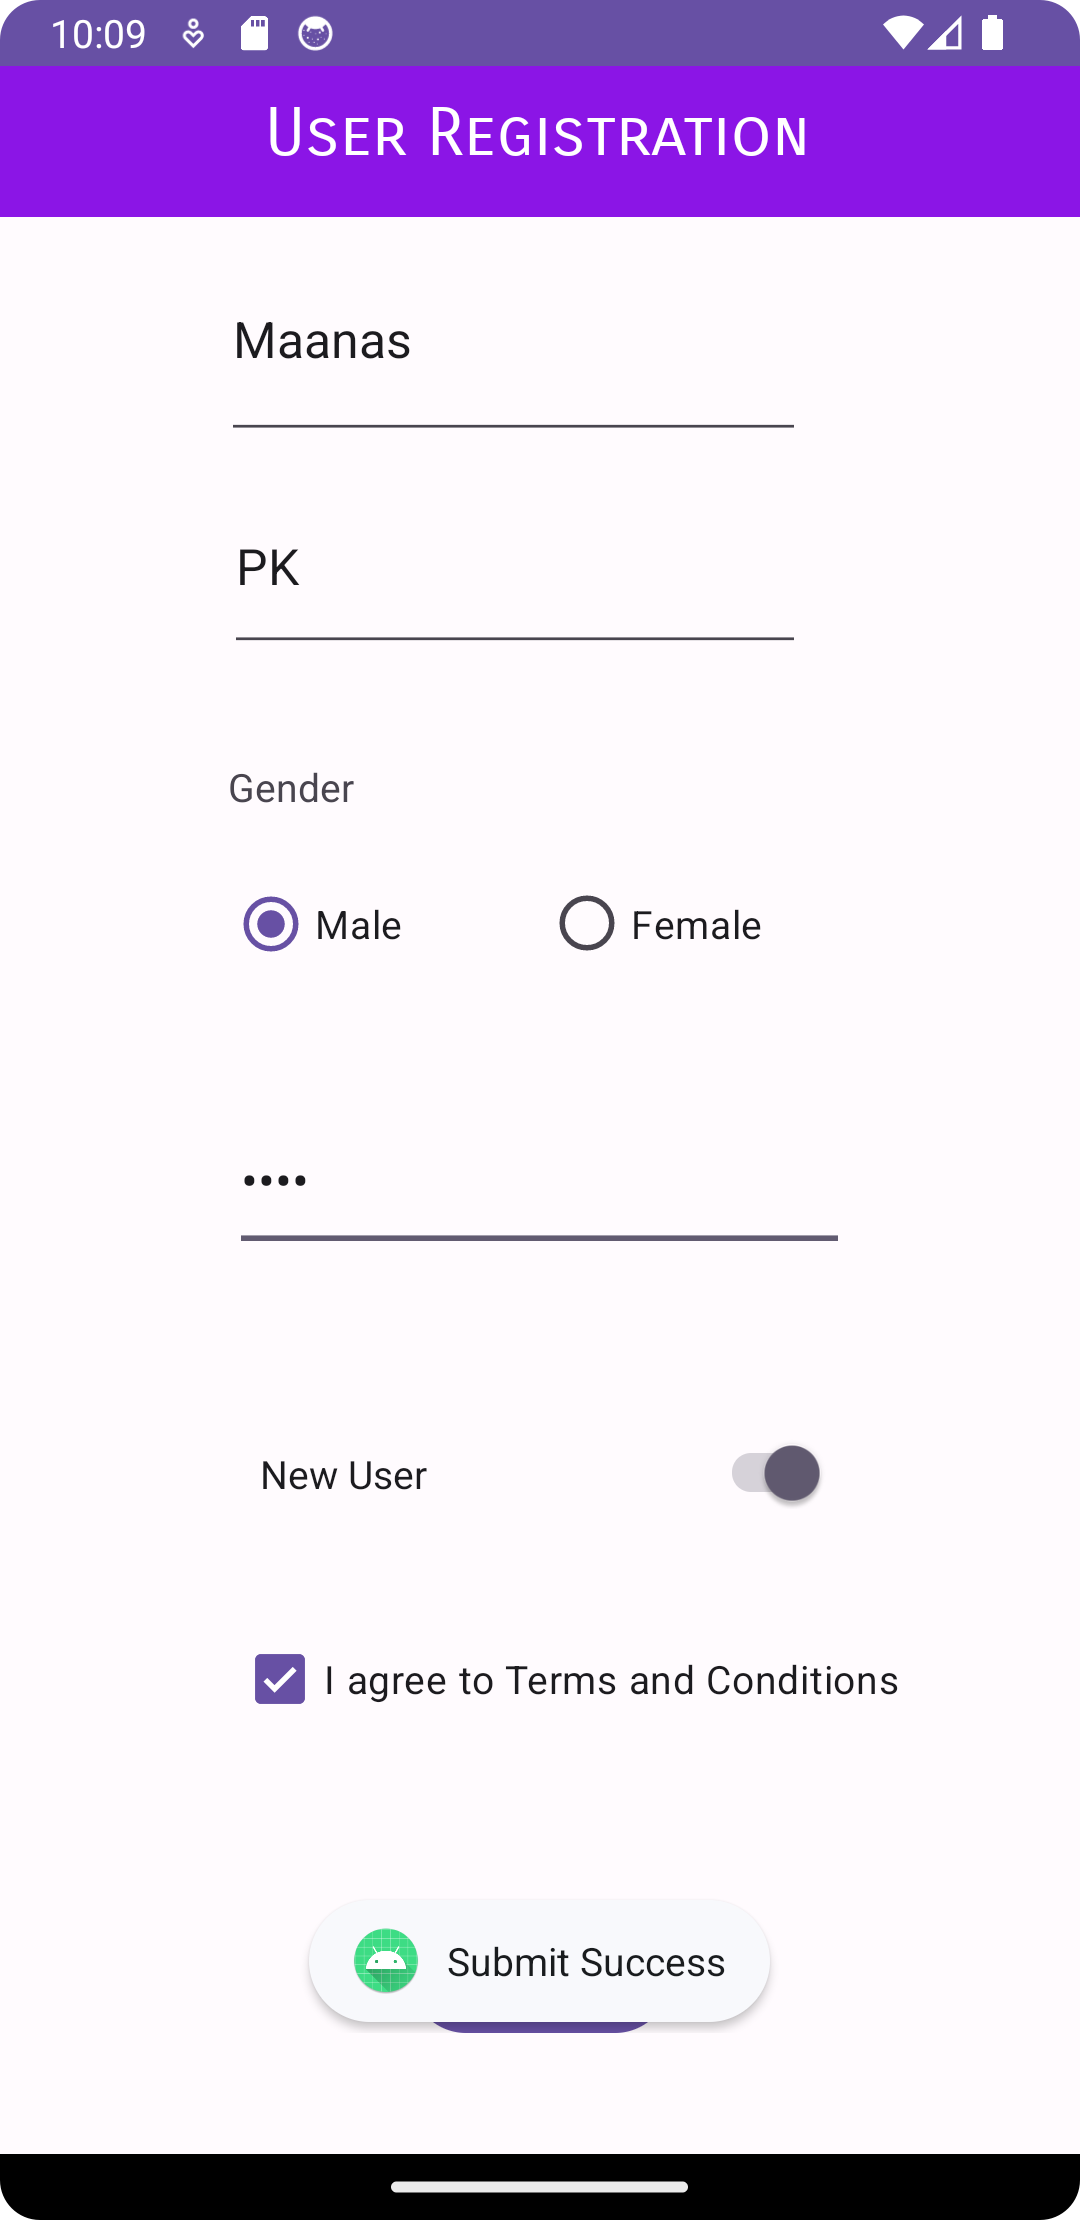 10:09
User Registration
Maanas
PK
Gender
Male Female
••••
New User
I agree to Terms and Conditions
Submit Success